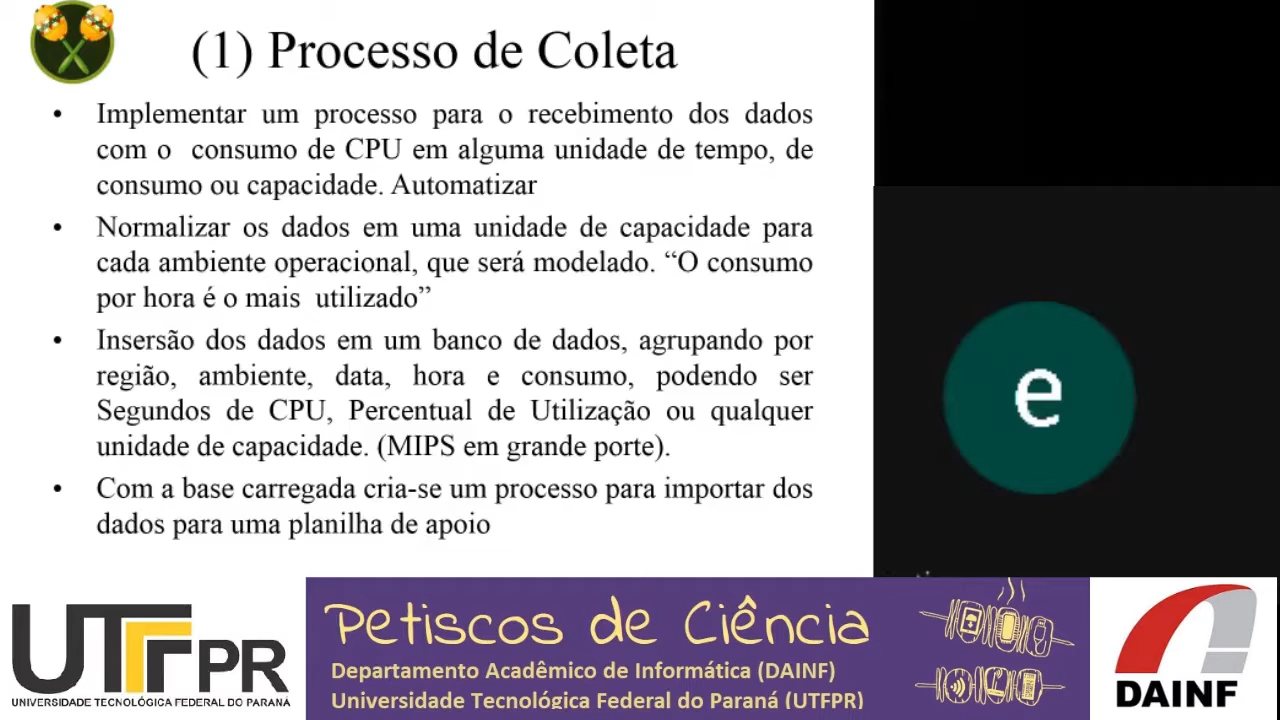 (1) Processo de Coleta
• Implementar um processo para o recebimento dos dados
com o consumo de CPU em alguma unidade de tempo, de
consumo ou capacidade. Automatizar
• Normalizar os dados em uma unidade de capacidade para
cada ambiente operacional, que será modelado. “O consumo
por hora é o mais utilizado”
• Insersão dos dados em um banco de dados, agrupando por
região, ambiente, data, hora e consumo, podendo ser
Segundos de CPU, Percentual de Utilização ou qualquer
unidade de capacidade. (MIPS em grande porte).
• Com a base carregada cria-se um processo para importar dos
dados para uma planilha de apoio
e
UTFPR
UNIVERSIDADE TECNOLÓGICA FEDERAL DO PARANÁ
Petiscos de Ciência
Departamento Acadêmico de Informática (DAINF)
Universidade Tecnológica Federal do Paraná (UTFPR)
DAINF